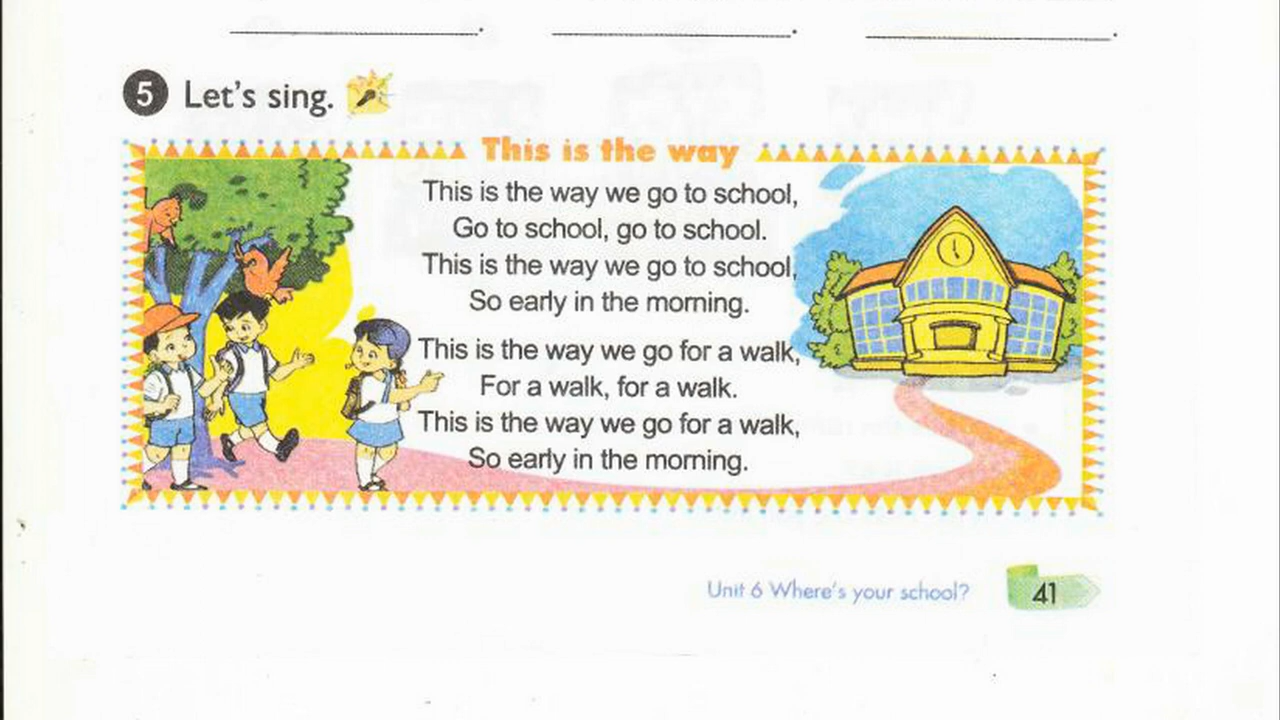 5 Let's sing.
This is the way
This is the way we go to school,
Go to school, go to school.
This is the way we go to school,
So early in the morning.
This is the way we go for a walk,
For a walk, for a walk.
This is the way we go for a walk,
So early in the morning.
Unit 6 Where's your school?
41